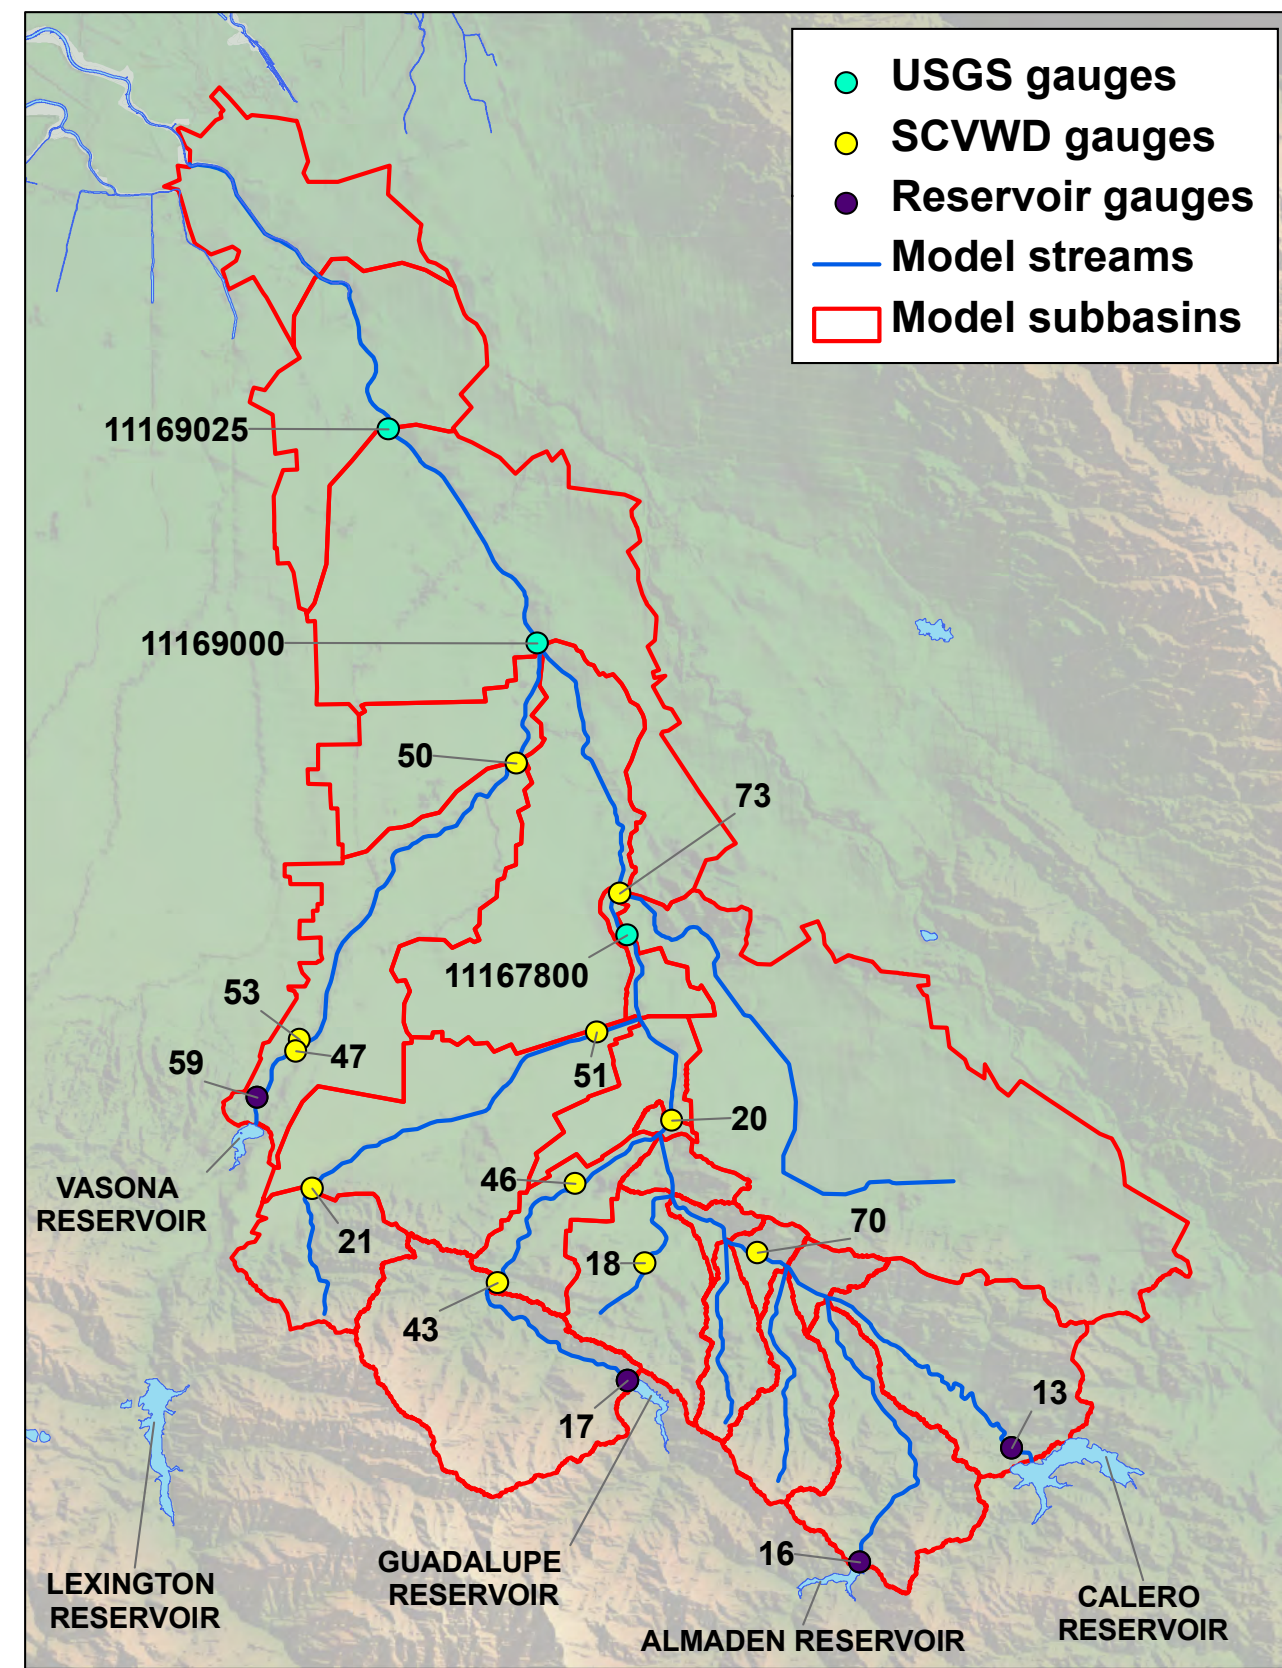 USGS gauges
SCVWD gauges
Reservoir gauges
Model streams
Model subbasins
11169025
11169000
50
73
11167800
53
47
59
51
20
VASONA
RESERVOIR
46
21
70
18
43
17
13
16
GUADALUPE
RESERVOIR
LEXINGTON
RESERVOIR
CALERO
RESERVOIR
ALMADEN RESERVOIR